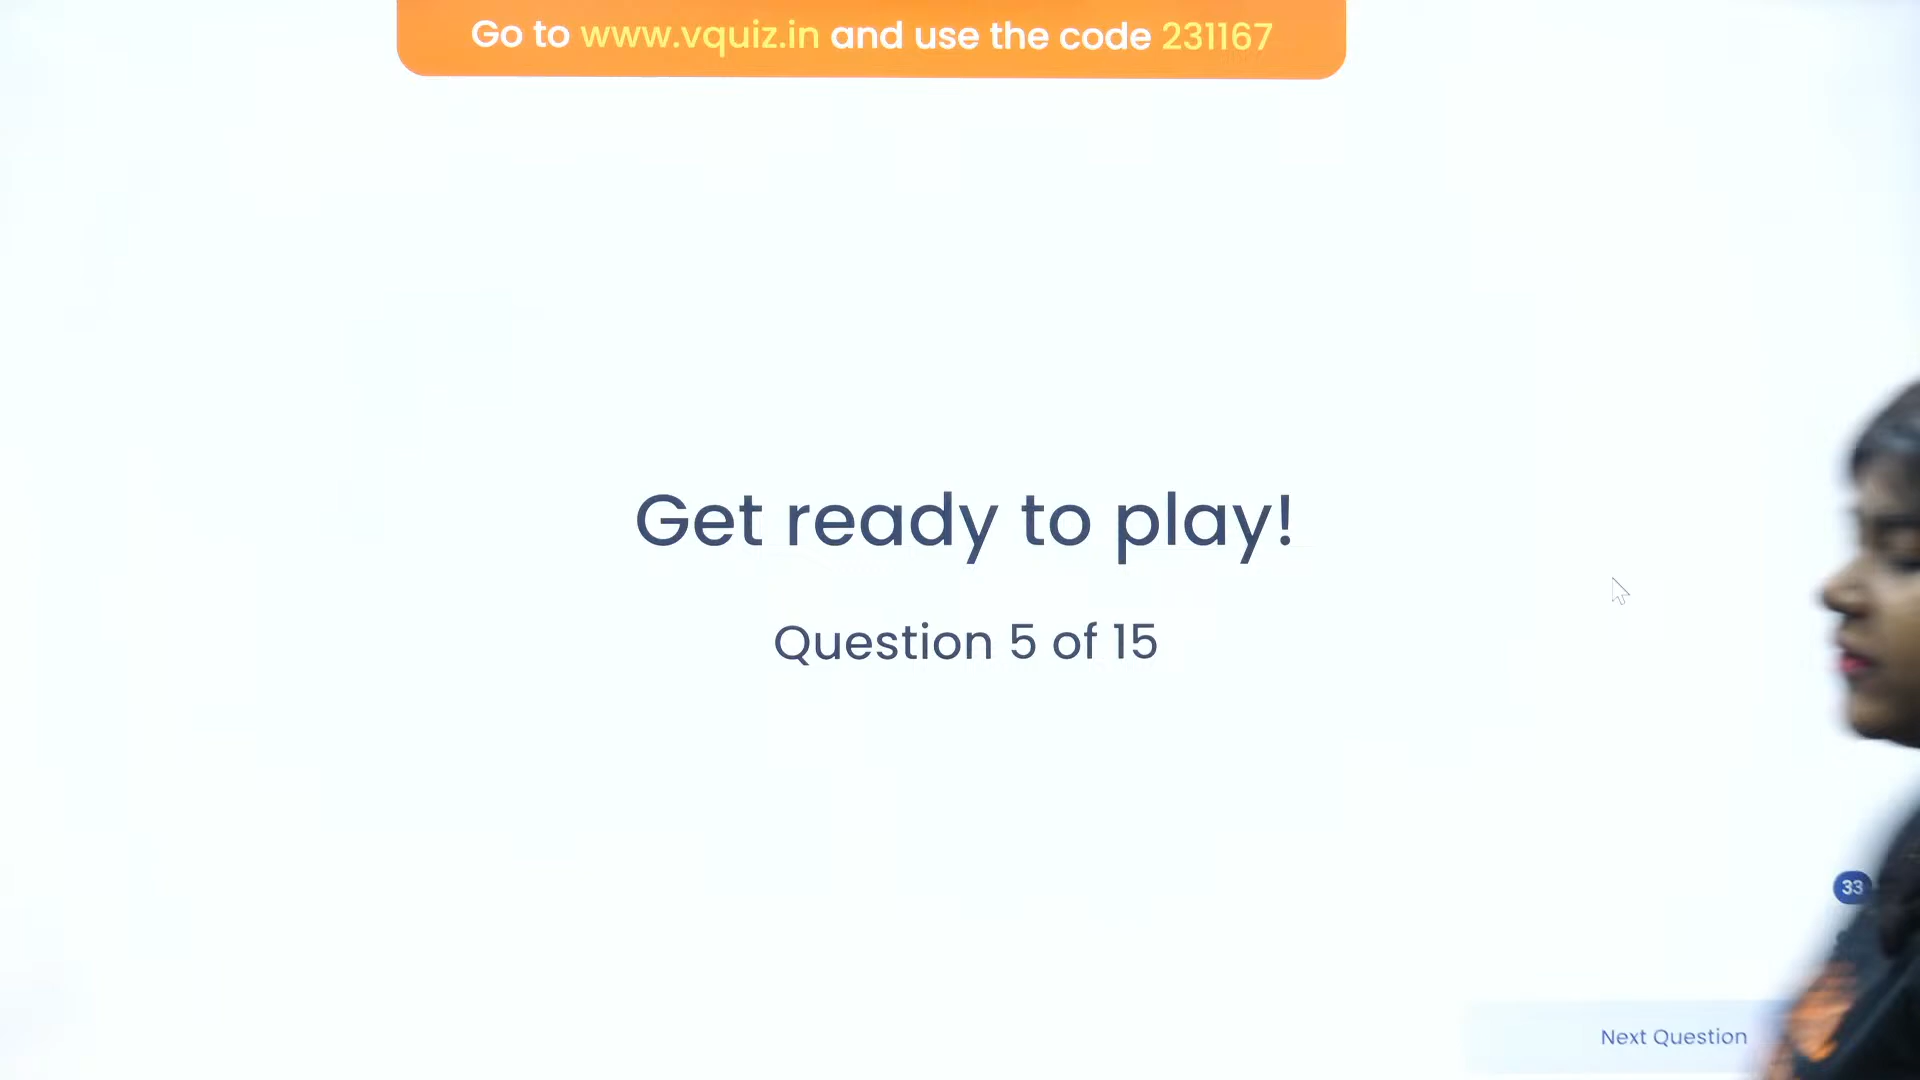 Go to www.vquiz.in and use the code 231167
Get ready to play!
Question 5 of 15
33
Next Question